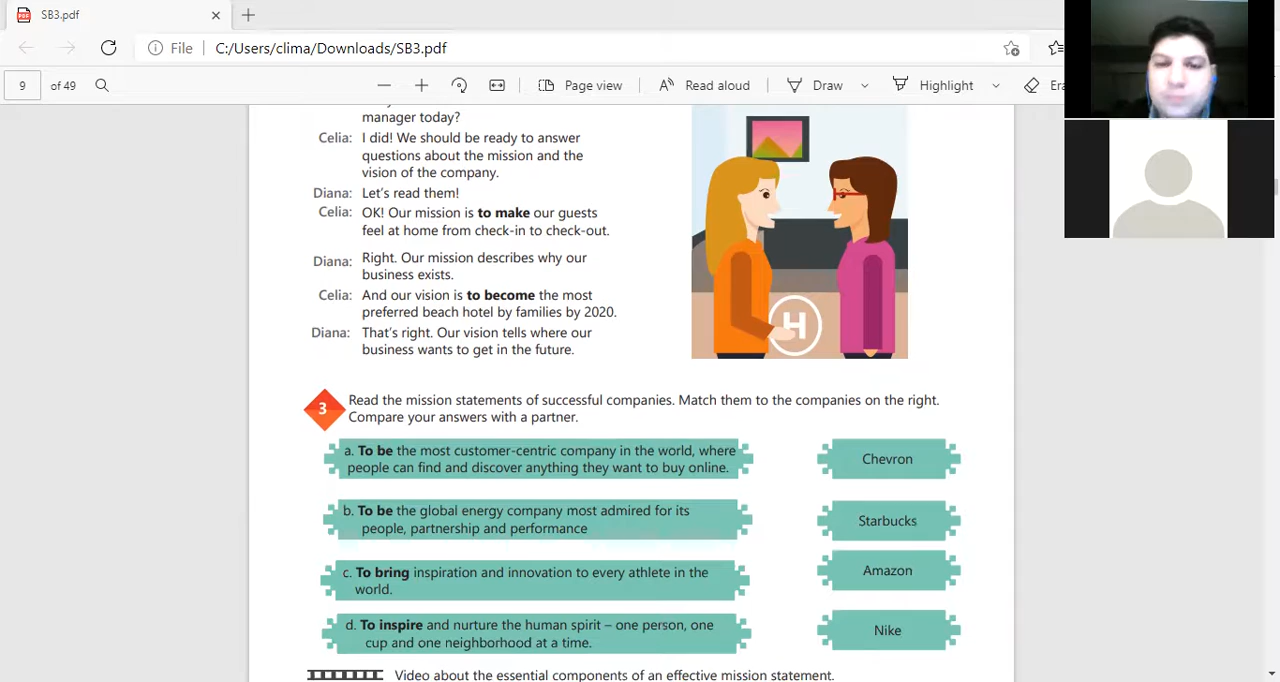 SB3.pdf
File
C:/Users/clima/Downloads/SB3.pdf
9
of 49
Page view
Read aloud
Draw
Highlight
manager today?
Celia: I did! We should be ready to answer
questions about the mission and the
vision of the company.
Diana: Let's read them!
Celia: OK! Our mission is to make our guests
feel at home from check-in to check-out.
Diana: Right. Our mission describes why our
business exists.
Celia: And our vision is to become the most
preferred beach hotel by families by 2020.
Diana: That's right. Our vision tells where our
business wants to get in the future.
H
3
Read the mission statements of successful companies. Match them to the companies on the right.
Compare your answers with a partner.
a. To be the most customer-centric company in the world, where
people can find and discover anything they want to buy online.
Chevron
b. To be the global energy company most admired for its
people, partnership and performance
Starbucks
c. To bring inspiration and innovation to every athlete in the
world.
Amazon
d. To inspire and nurture the human spirit – one person, one
cup and one neighborhood at a time.
Nike
Video about the essential components of an effective mission statement.